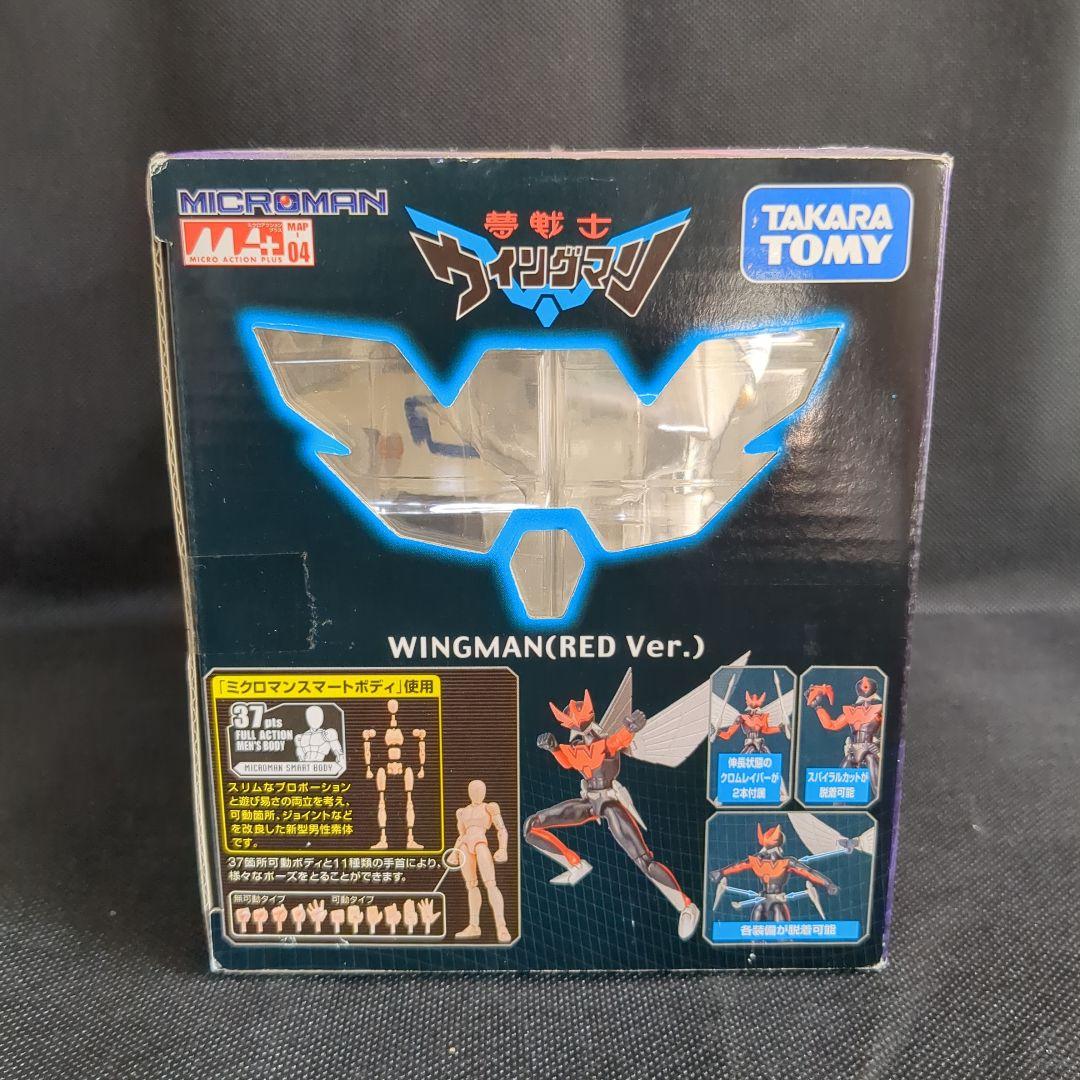 MICROMAN
ミクロアクションプラス
MA+
MICRO ACTION PLUS
MAP
04
夢戦士
ウイングマン
TAKARA
TOMY
WINGMAN(RED Ver.)
「ミクロマンスマートボディ」使用
37pts
FULL ACTION
MEN'S BODY
MICROMAN SMART BODY
スリムなプロポーション
と遊び易さの両立を考え、
可動箇所、ジョイントなど
を改良した新型男性素体
です。
37箇所可動ボディと11種類の手首により、
様々なポーズをとることができます。
無可動タイプ
可動タイプ
伸長状態の
クロムレイバーが
2本付属
スパイラルカットが
脱着可能
各装備が脱着可能